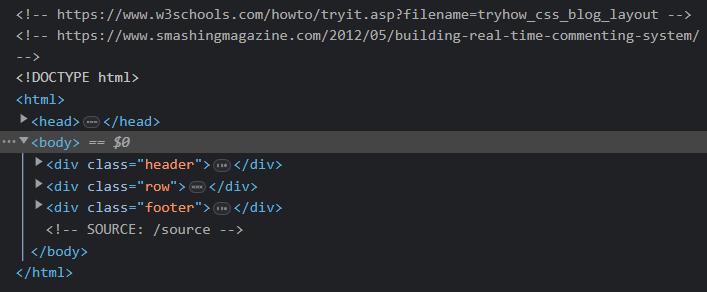 <!-- https://www.w3schools.com/howto/tryit.asp?filename=tryhow_css_blog_layout -->
<!-- https://www.smashingmagazine.com/2012/05/building-real-time-commenting-system/
-->
<!DOCTYPE html>
<html>
▶<head>⋯</head>
⋯ ▼<body> == $0
▶<div class="header">⋯</div>
▶<div class="row">⋯</div>
▶<div class="footer">⋯</div>
<!-- SOURCE: /source -->
</body>
</html>